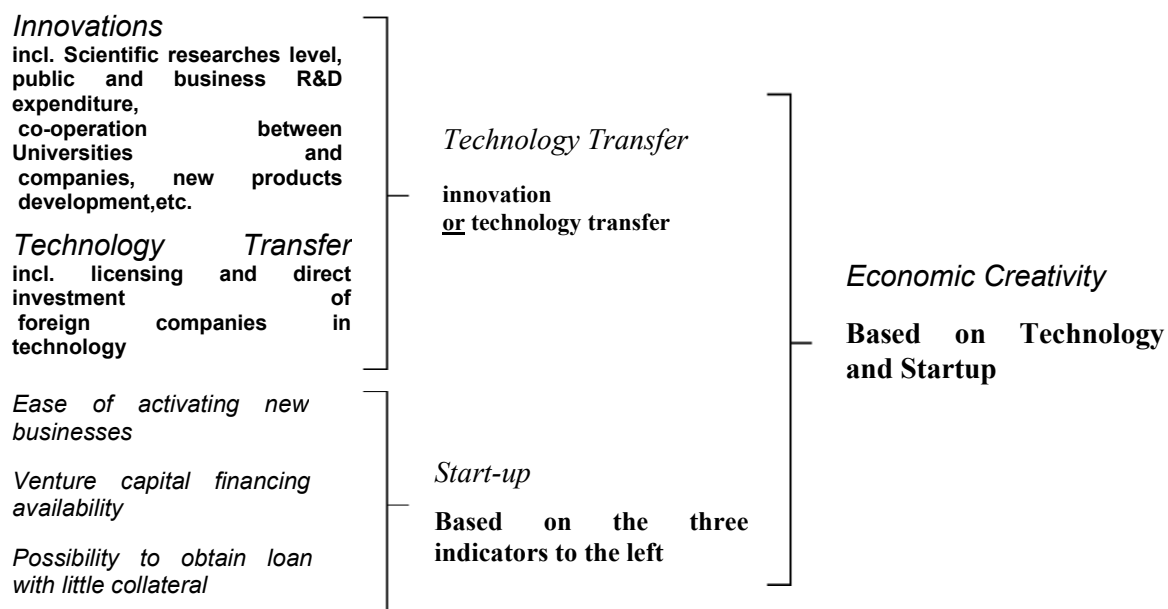 Innovations
incl. Scientific researches level,
public and business R&D
expenditure,
co-operation between
Universities and
companies, new products
development,etc.
Technology Transfer
incl. licensing and direct
investment of
foreign companies in
technology
Ease of activating new
businesses
Venture capital financing
availability
Possibility to obtain loan
with little collateral
Technology Transfer
innovation
or technology transfer
Start-up
Based on the three
indicators to the left
Economic Creativity
Based on Technology
and Startup